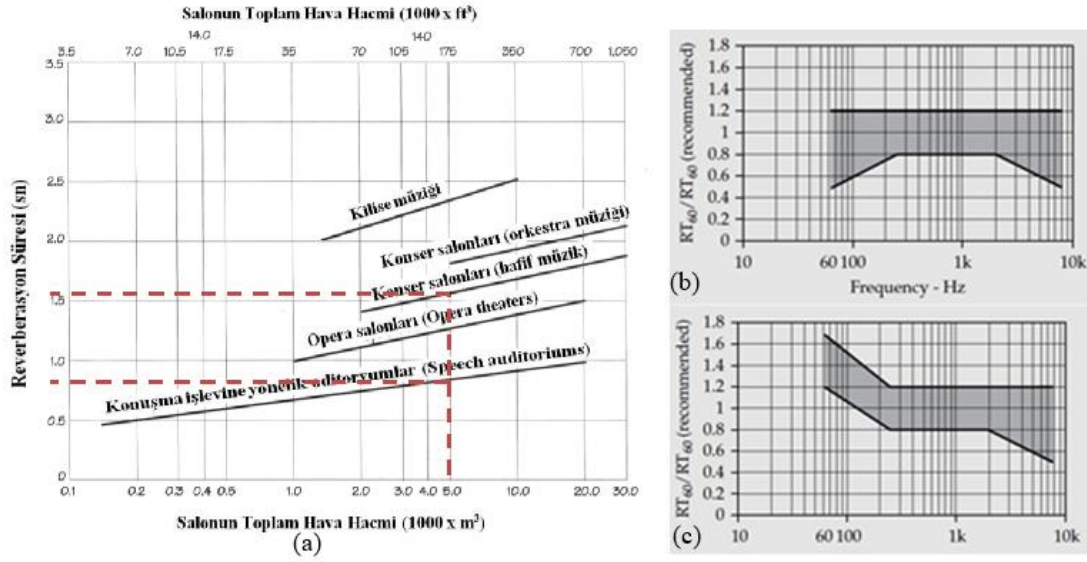 Salonun Toplam Hava Hacmi (1000 x ft³)
14.0
3.5 7.0 10.5 17.5 35 70 105 14.0 175 350 700 1,050
3.5
3.0
2.5
2.0
1.5
1.0
0.5
0
Reverberasyon Süresi (sn)
Kilise müziği
Konser salonları (orkestra müziği)
Konser salonları (hafif müzik)
Opera salonları (Opera theaters)
Konuşma işlevine yönelik oditoryumlar (Speech auditoriums)
0.1 0.2 0.3 0.4 0.5 1.0 2.0 3.0 4.0 5.0 10.0 20.0 30.0
Salonun Toplam Hava Hacmi (1000 x m³)
(a)
RT60/RT60 (recommended)
1.8
1.6
1.4
1.2
1
0.8
0.6
0.4
0.2
0
10 60 100 1k 10k
Frequency - Hz
(b)
RT60/RT60 (recommended)
1.8
1.6
1.4
1.2
1
0.8
0.6
0.4
0.2
0
10 60 100 1k 10k
(c)